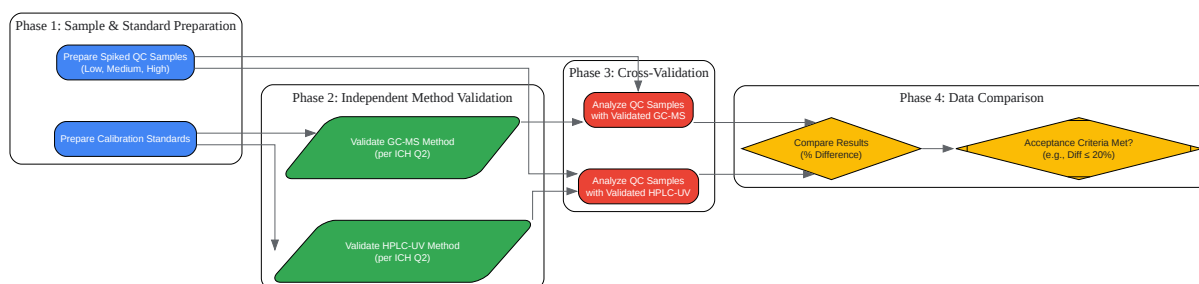 Phase 1: Sample & Standard Preparation
Prepare Spiked QC Samples
(Low, Medium, High)
Prepare Calibration Standards
Phase 2: Independent Method Validation
Validate GC-MS Method
(per ICH Q2)
Validate HPLC-UV Method
(per ICH Q2)
Phase 3: Cross-Validation
Analyze QC Samples
with Validated GC-MS
Analyze QC Samples
with Validated HPLC-UV
Phase 4: Data Comparison
Compare Results
(% Difference)
Acceptance Criteria Met?
(e.g., Diff ≤ 20%)